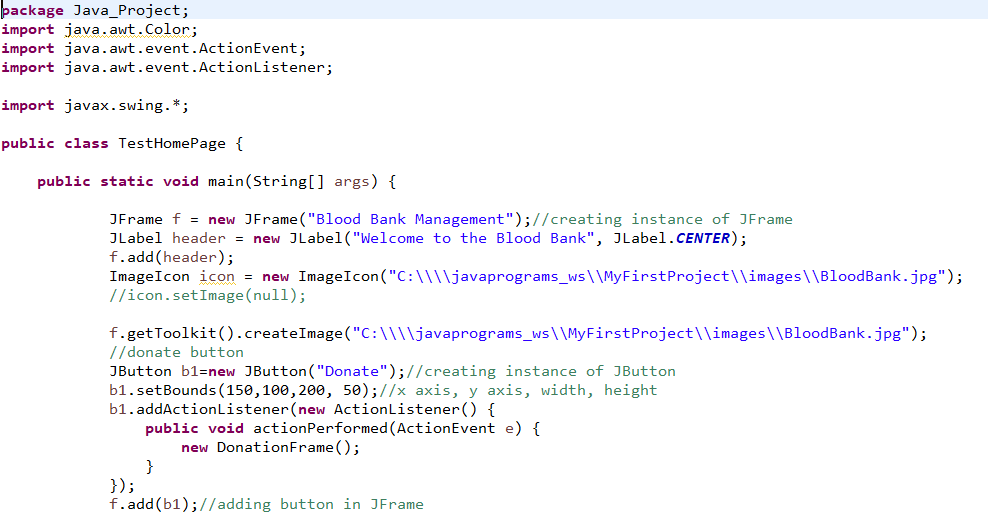 package Java_Project;
import java.awt.Color;
import java.awt.event.ActionEvent;
import java.awt.event.ActionListener;

import javax.swing.*;

public class TestHomePage {

    public static void main(String[] args) {

            JFrame f = new JFrame("Blood Bank Management");//creating instance of JFrame
            JLabel header = new JLabel("Welcome to the Blood Bank", JLabel.CENTER);
            f.add(header);
            ImageIcon icon = new ImageIcon("C:\\\\javaprograms_ws\\MyFirstProject\\images\\BloodBank.jpg");
            //icon.setImage(null);

            f.getToolkit().createImage("C:\\\\javaprograms_ws\\MyFirstProject\\images\\BloodBank.jpg");
            //donate button
            JButton b1=new JButton("Donate");//creating instance of JButton
            b1.setBounds(150,100,200, 50);//x axis, y axis, width, height
            b1.addActionListener(new ActionListener() {
                public void actionPerformed(ActionEvent e) {
                    new DonationFrame();
                }
            });
            f.add(b1);//adding button in JFrame